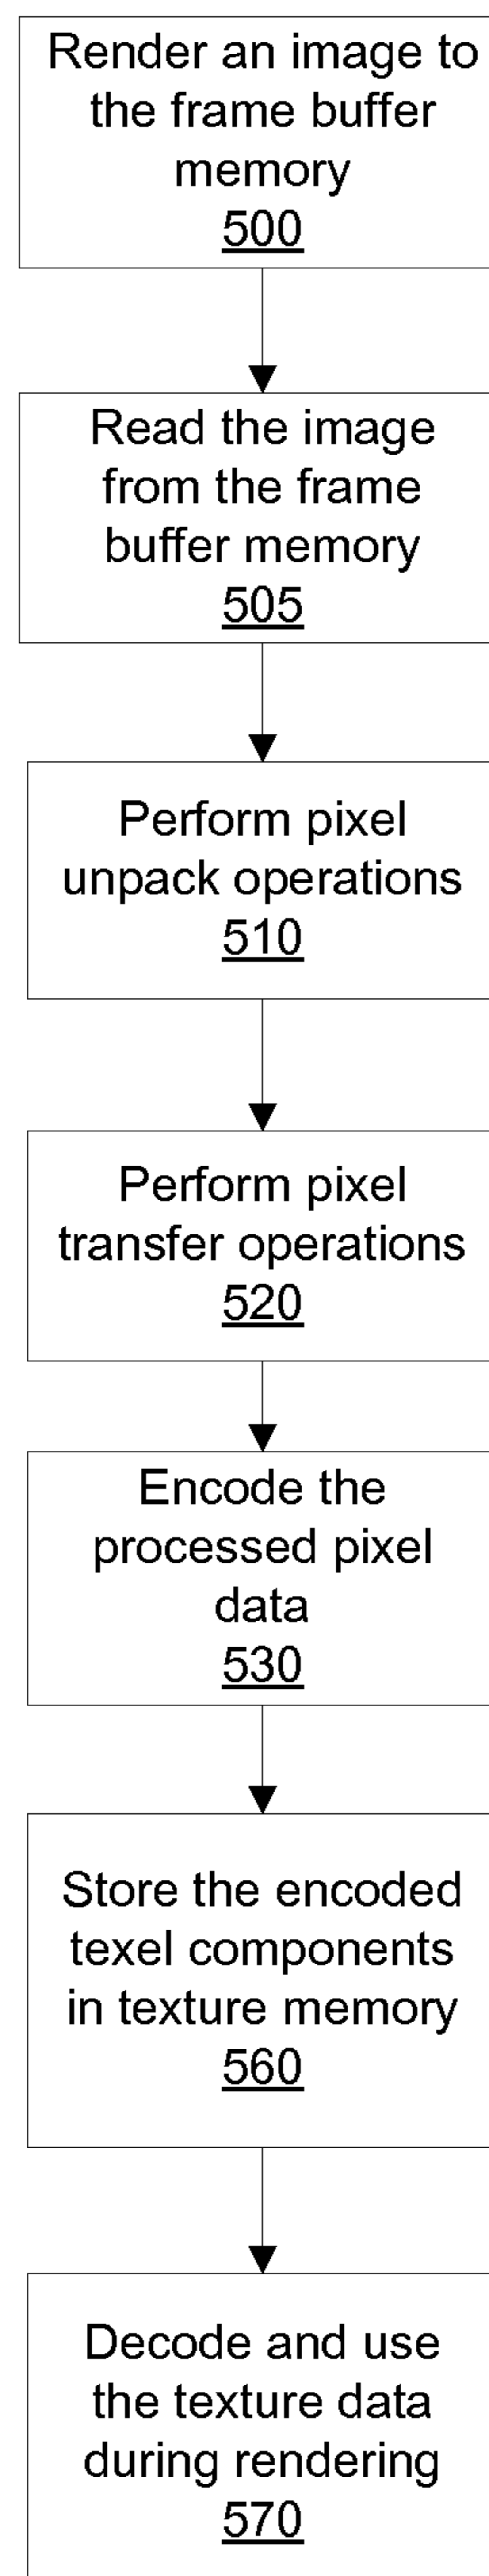 Render an image to
the frame buffer
memory
500
Read the image
from the frame
buffer memory
505
Perform pixel
unpack operations
510
Perform pixel
transfer operations
520
Encode the
processed pixel
data
530
Store the encoded
texel components
in texture memory
560
Decode and use
the texture data
during rendering
570